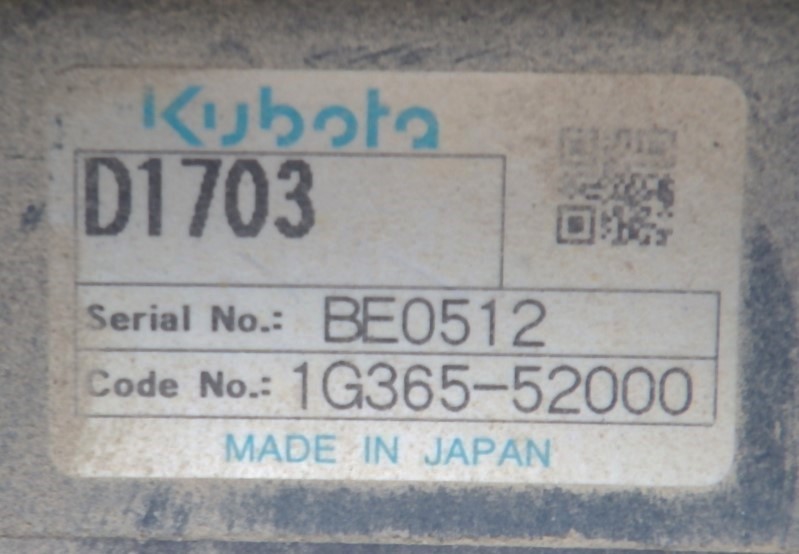 Kubota
D1703
Serial No.: BE0512
Code No.: 1G365-52000
MADE IN JAPAN